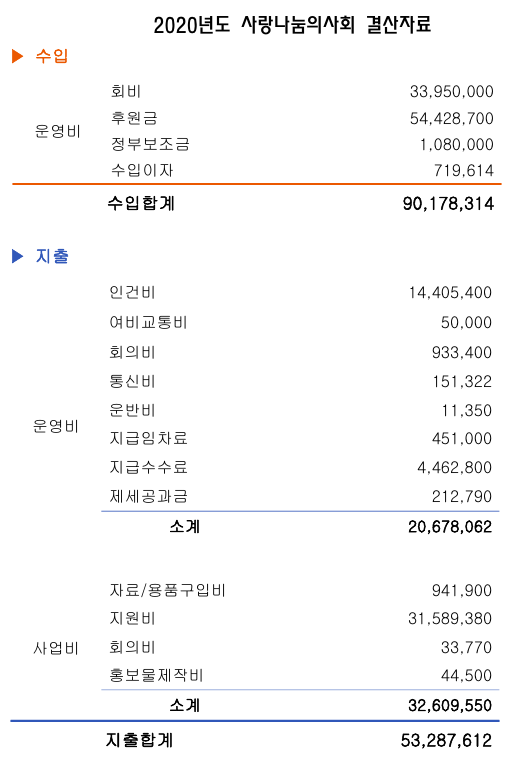 2020년도 사랑나눔의사회 결산자료
▶ 수입
운영비
회비 33,950,000
후원금 54,428,700
정부보조금 1,080,000
수입이자 719,614
수입합계 90,178,314
▶ 지출
운영비
인건비 14,405,400
여비교통비 50,000
회의비 933,400
통신비 151,322
운반비 11,350
지급임차료 451,000
지급수수료 4,462,800
제세공과금 212,790
소계 20,678,062
사업비
자료/용품구입비 941,900
지원비 31,589,380
회의비 33,770
홍보물제작비 44,500
소계 32,609,550
지출합계 53,287,612